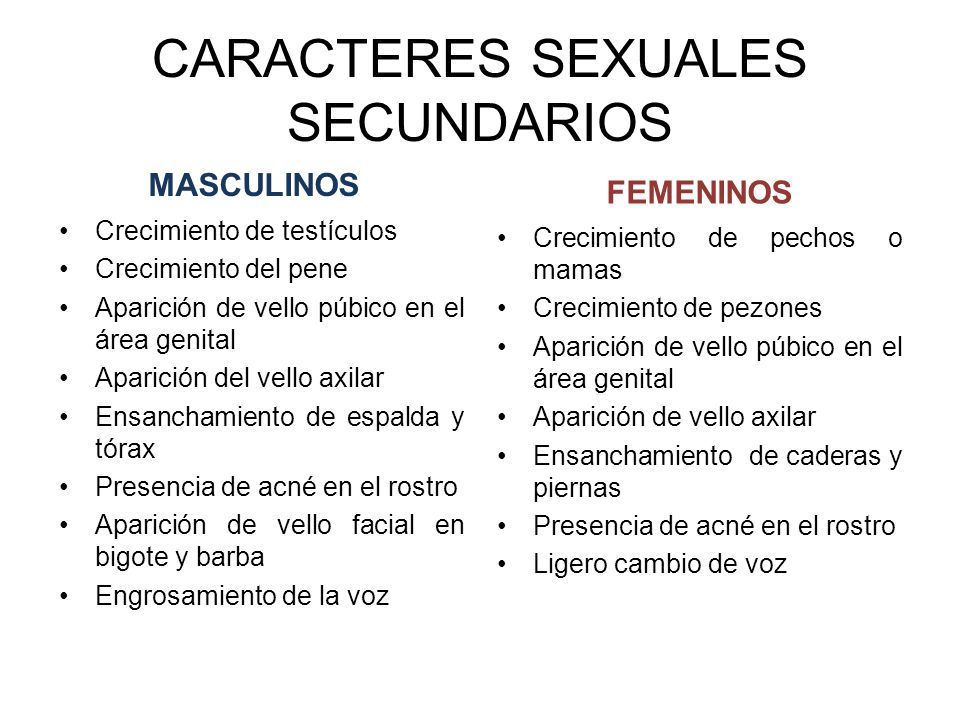 CARACTERES SEXUALES
SECUNDARIOS
MASCULINOS
• Crecimiento de testículos
• Crecimiento del pene
• Aparición de vello púbico en el
área genital
• Aparición del vello axilar
• Ensanchamiento de espalda y
tórax
• Presencia de acné en el rostro
• Aparición de vello facial en
bigote y barba
• Engrosamiento de la voz
FEMENINOS
• Crecimiento de pechos o
mamas
• Crecimiento de pezones
• Aparición de vello púbico en el
área genital
• Aparición de vello axilar
• Ensanchamiento de caderas y
piernas
• Presencia de acné en el rostro
• Ligero cambio de voz